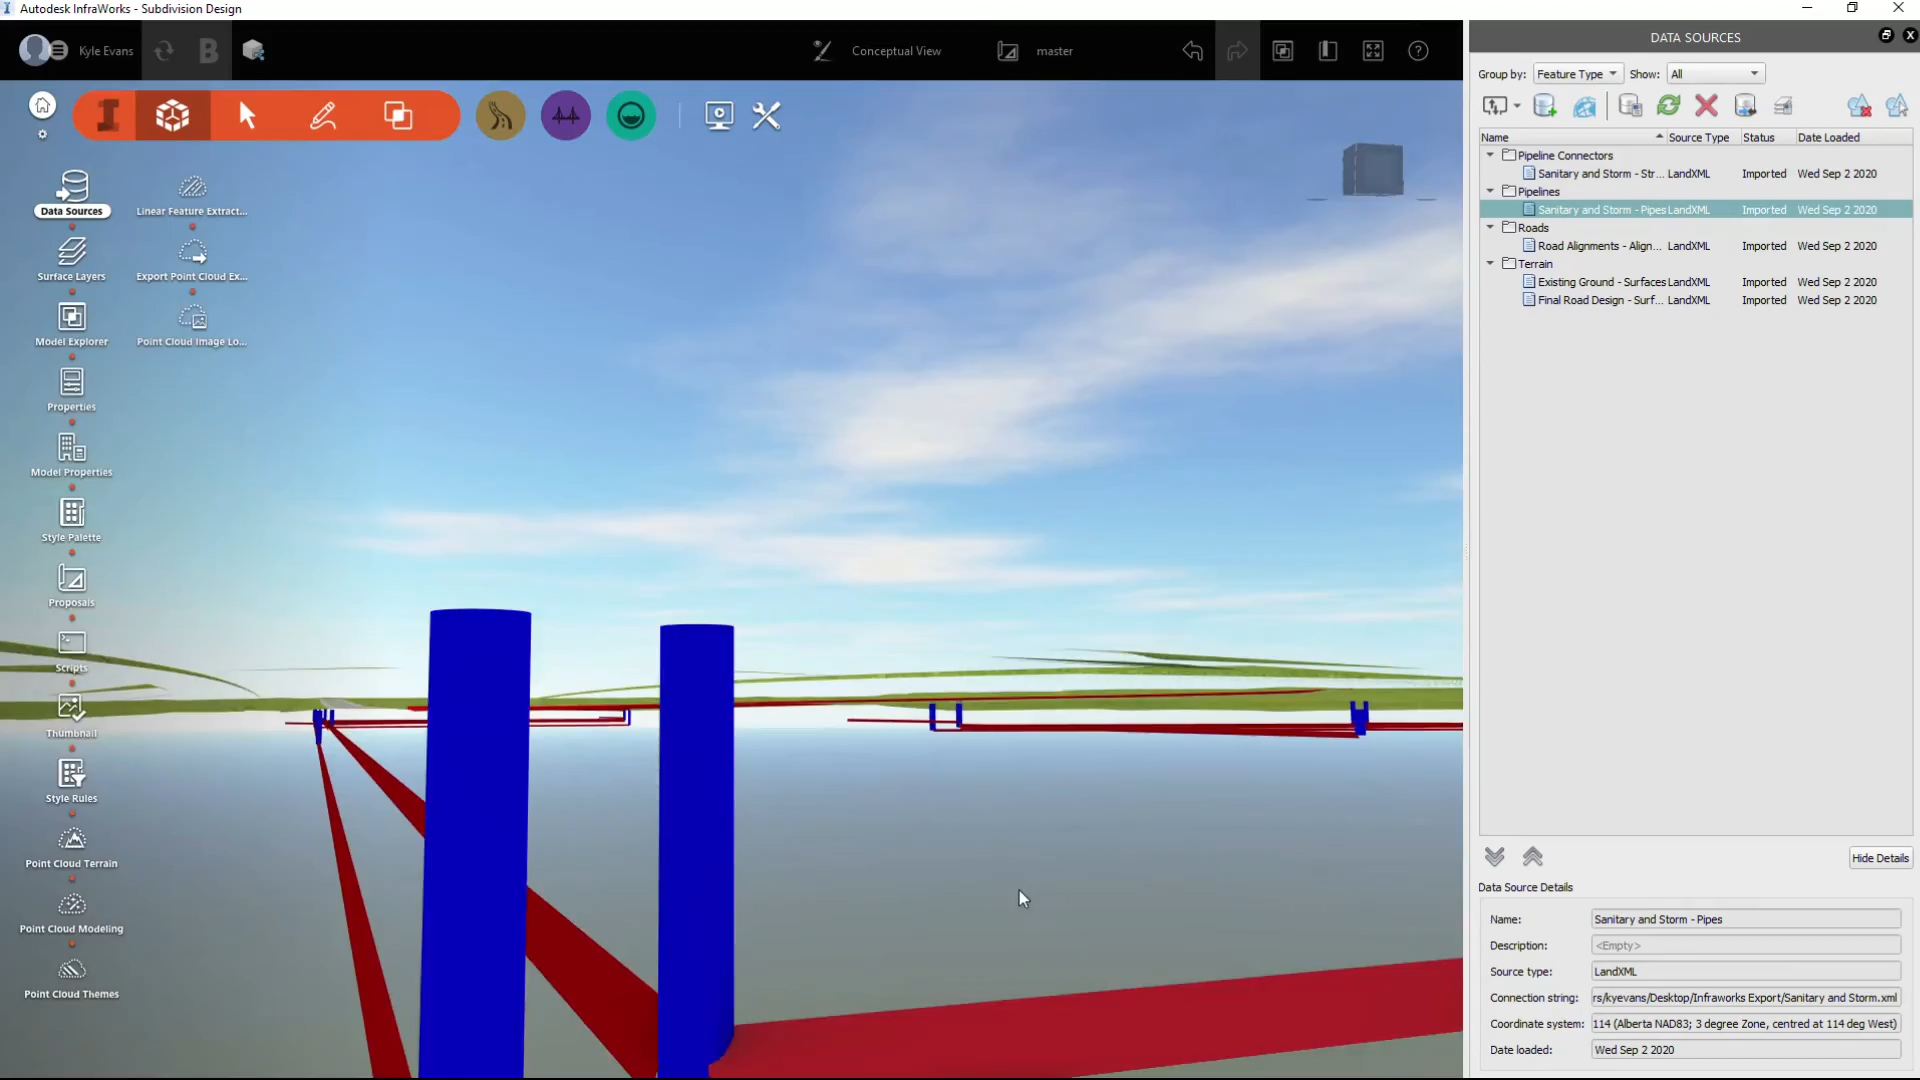 Autodesk InfraWorks - Subdivision Design
Kyle Evans
B
Conceptual View
master
?
DATA SOURCES
Group by: Feature Type Show: All
Name Source Type Status Date Loaded
Pipeline Connectors
Sanitary and Storm - Str... LandXML Imported Wed Sep 2 2020
Pipelines
Sanitary and Storm - Pipes LandXML Imported Wed Sep 2 2020
Roads
Road Alignments - Align... LandXML Imported Wed Sep 2 2020
Terrain
Existing Ground - Surfaces LandXML Imported Wed Sep 2 2020
Final Road Design - Surf... LandXML Imported Wed Sep 2 2020
Data Sources
Linear Feature Extract...
Surface Layers
Export Point Cloud Ex...
Model Explorer
Point Cloud Image Lo...
Properties
Model Properties
Style Palette
Proposals
Scripts
Thumbnail
Style Rules
Point Cloud Terrain
Point Cloud Modeling
Point Cloud Themes
Hide Details
Data Source Details
Name: Sanitary and Storm - Pipes
Description: <Empty>
Source type: LandXML
Connection string: rs/kyevans/Desktop/Infraworks Export/Sanitary and Storm.xml
Coordinate system: 114 (Alberta NAD83; 3 degree Zone, centred at 114 deg West)
Date loaded: Wed Sep 2 2020